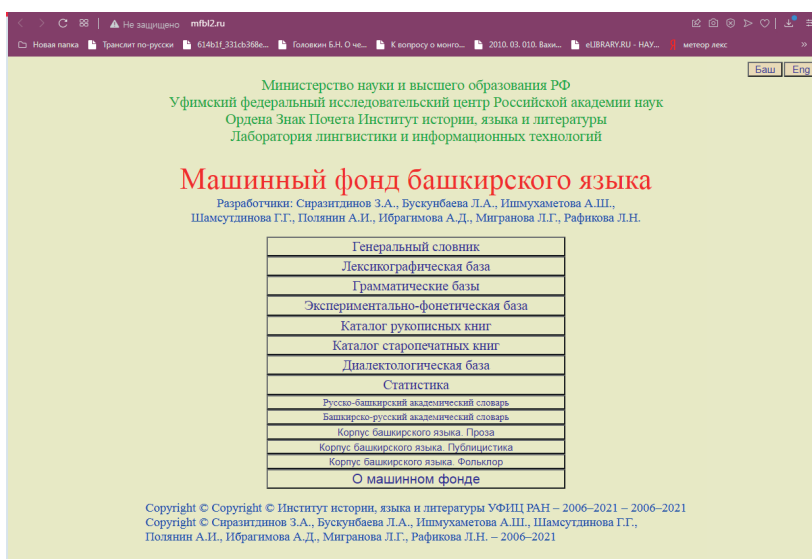 Не защищено mfbl2.ru
Новая папка Транслит по-русски 614b1f_331cb368e... Головкин Б.Н. О че... К вопросу о монго... 2010. 03. 010. Вахи... eLIBRARY.RU - НАУ... метеор лекс »
Баш Eng
Министерство науки и высшего образования РФ
Уфимский федеральный исследовательский центр Российской академии наук
Ордена Знак Почета Институт истории, языка и литературы
Лаборатория лингвистики и информационных технологий
Машинный фонд башкирского языка
Разработчики: Сиразитдинов З.А., Бускунбаева Л.А., Ишмухаметова А.Ш.,
Шамсутдинова Г.Г., Полянин А.И., Ибрагимова А.Д., Мигранова Л.Г., Рафикова Л.Н.
Генеральный словник
Лексикографическая база
Грамматические базы
Экспериментально-фонетическая база
Каталог рукописных книг
Каталог старопечатных книг
Диалектологическая база
Статистика
Русско-башкирский академический словарь
Башкирско-русский академический словарь
Корпус башкирского языка. Проза
Корпус башкирского языка. Публицистика
Корпус башкирского языка. Фольклор
О машинном фонде
Copyright © Copyright © Институт истории, языка и литературы УФИЦ РАН – 2006–2021 – 2006–2021
Copyright © Сиразитдинов З.А., Бускунбаева Л.А., Ишмухаметова А.Ш., Шамсутдинова Г.Г.,
Полянин А.И., Ибрагимова А.Д., Мигранова Л.Г., Рафикова Л.Н. – 2006–2021